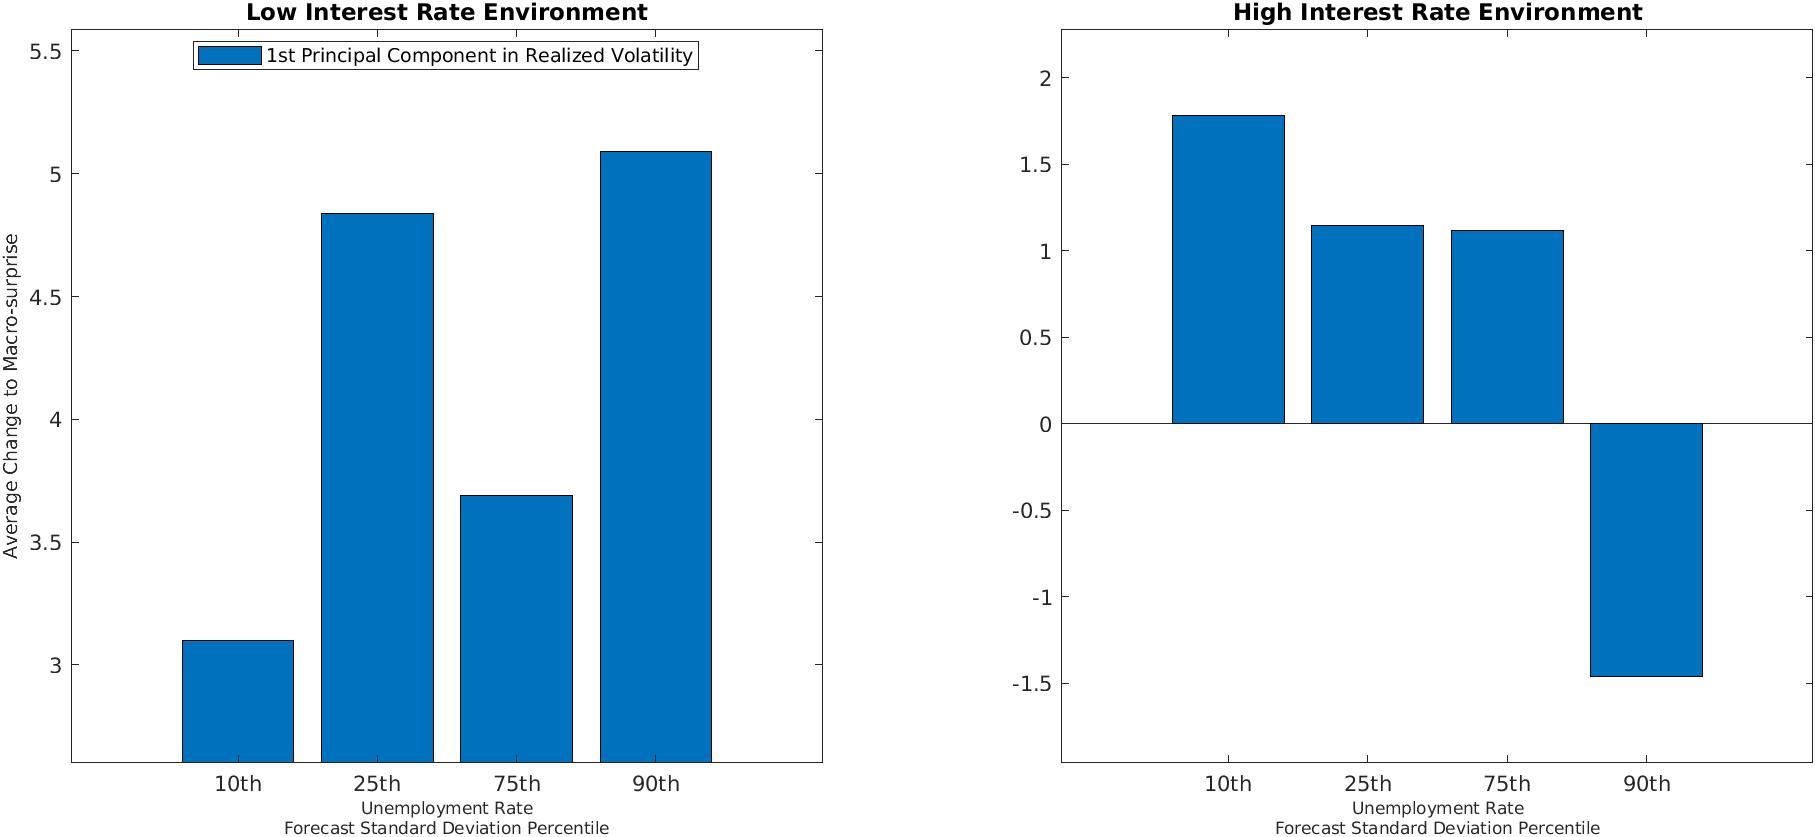 Low Interest Rate Environment
1st Principal Component in Realized Volatility
Average Change to Macro-surprise
5.5
5
4.5
4
3.5
3
10th 25th 75th 90th
Unemployment Rate
Forecast Standard Deviation Percentile
High Interest Rate Environment
2
1.5
1
0.5
0
-0.5
-1
-1.5
10th 25th 75th 90th
Unemployment Rate
Forecast Standard Deviation Percentile